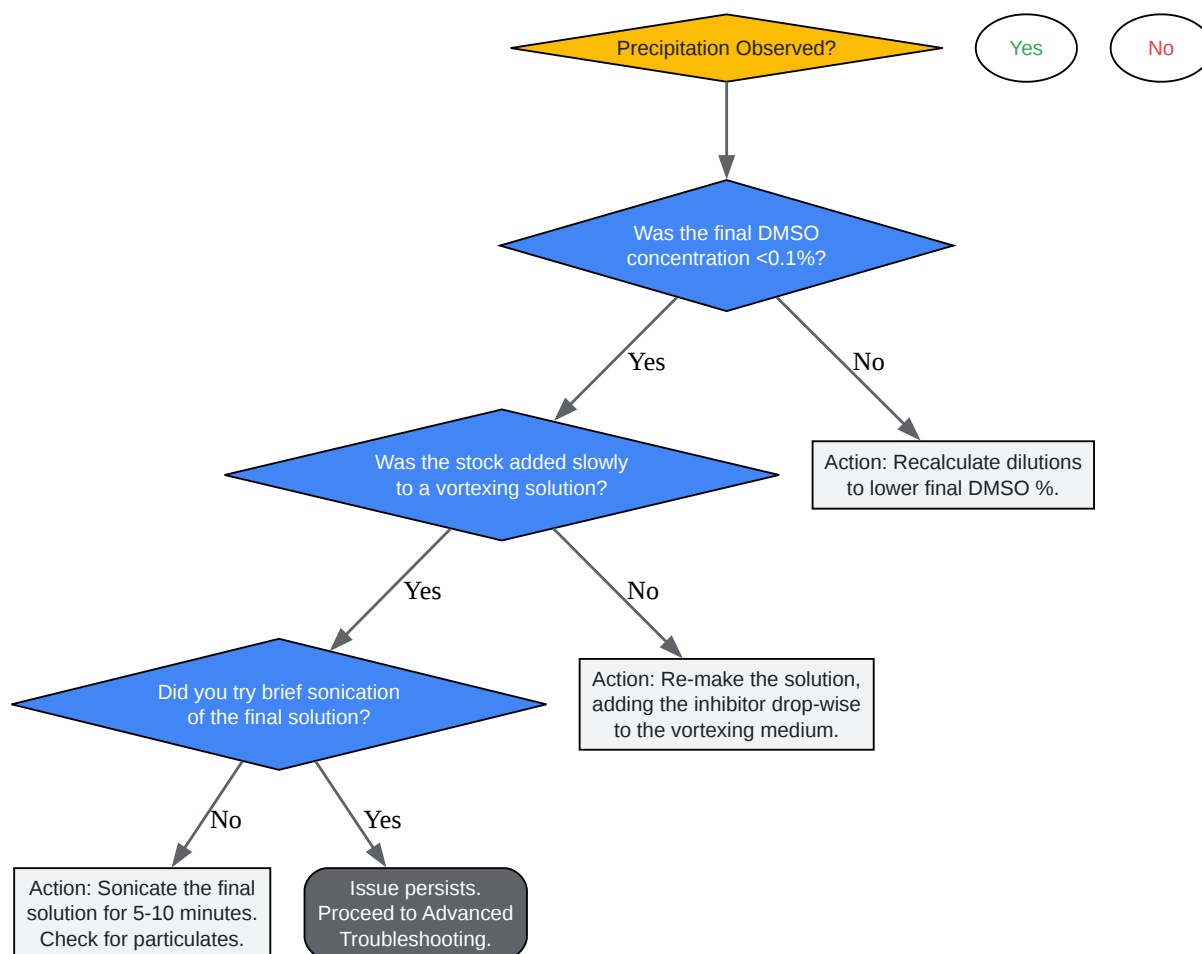 Precipitation Observed?
Yes
No
Was the final DMSO
concentration <0.1%?
Yes
No
Was the stock added slowly
to a vortexing solution?
Action: Recalculate dilutions
to lower final DMSO %.
Yes
No
Did you try brief sonication
of the final solution?
Action: Re-make the solution,
adding the inhibitor drop-wise
to the vortexing medium.
No
Yes
Action: Sonicate the final
solution for 5-10 minutes.
Check for particulates.
Issue persists.
Proceed to Advanced
Troubleshooting.